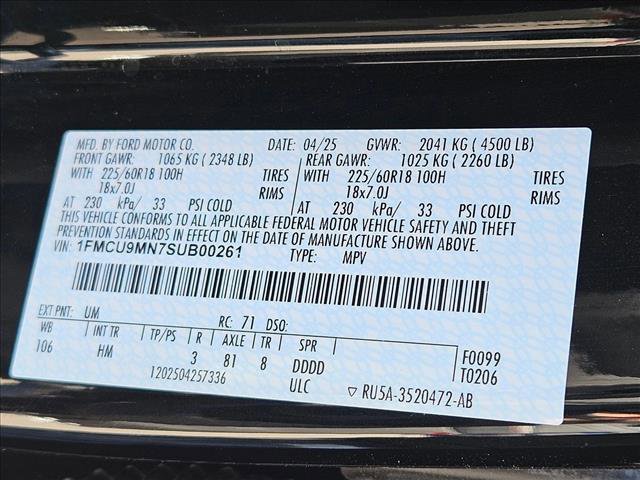 MFD. BY FORD MOTOR CO. DATE: 04/25 GVWR: 2041 KG ( 4500 LB)
FRONT GAWR: 1065 KG ( 2348 LB) REAR GAWR: 1025 KG ( 2260 LB)
WITH 225/60R18 100H TIRES WITH 225/60R18 100H TIRES
18x7.0J RIMS 18x7.0J RIMS
AT 230 kPa/ 33 PSI COLD AT 230 kPa/ 33 PSI COLD
THIS VEHICLE CONFORMS TO ALL APPLICABLE FEDERAL MOTOR VEHICLE SAFETY AND THEFT
PREVENTION STANDARDS IN EFFECT ON THE DATE OF MANUFACTURE SHOWN ABOVE.
VIN: 1FMCU9MN7SUB00261 TYPE: MPV
EXT PNT: UM RC: 71 DSO:
WB INT TR TP/PS R AXLE TR SPR F0099
106 HM 3 81 8 DDDD T0206
1202504257336 ULC ▽ RU5A-3520472-AB